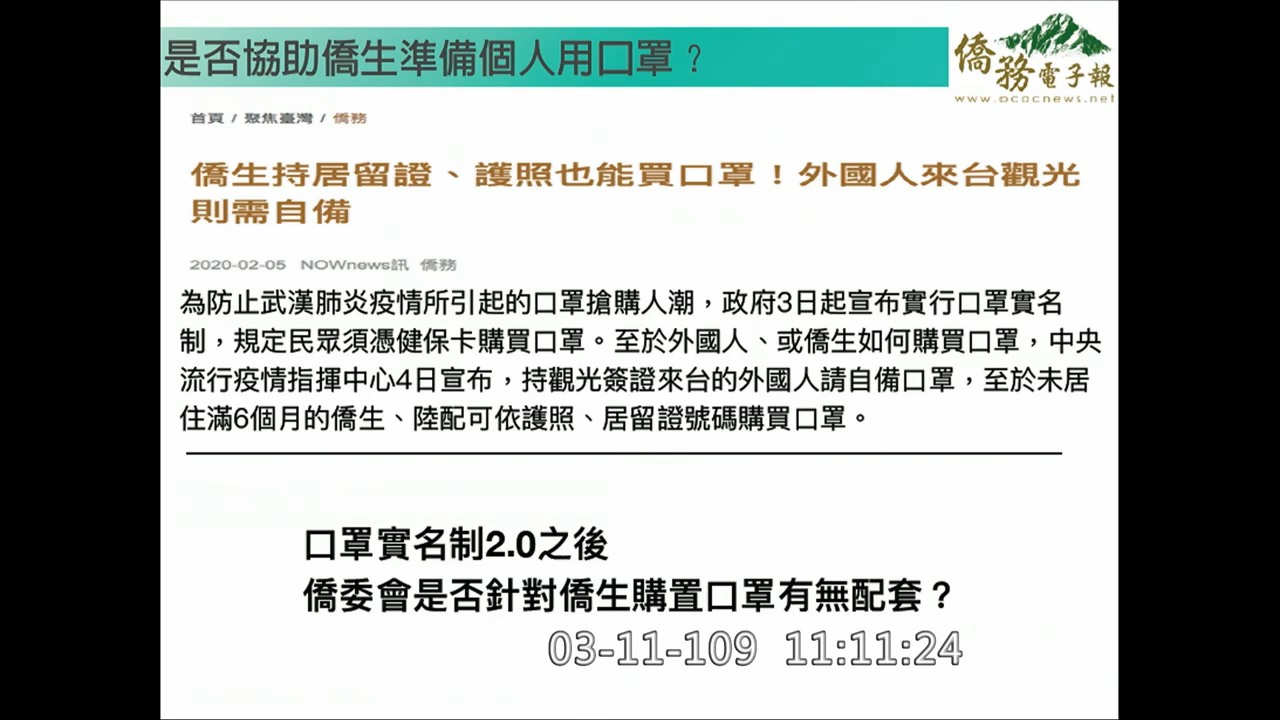 是否協助僑生準備個人用口罩？
僑務電子報
www.ocacnews.net
首頁 / 聚焦臺灣 / 僑務
僑生持居留證、護照也能買口罩！外國人來台觀光
則需自備
2020-02-05 NOWnews訊 僑務
為防止武漢肺炎疫情所引起的口罩搶購人潮，政府3日起宣布實行口罩實名
制，規定民眾須憑健保卡購買口罩。至於外國人、或僑生如何購買口罩，中央
流行疫情指揮中心4日宣布，持觀光簽證來台的外國人請自備口罩，至於未居
住滿6個月的僑生、陸配可依護照、居留證號碼購買口罩。
口罩實名制2.0之後
僑委會是否針對僑生購置口罩有無配套？
03-11-109 11:11:24